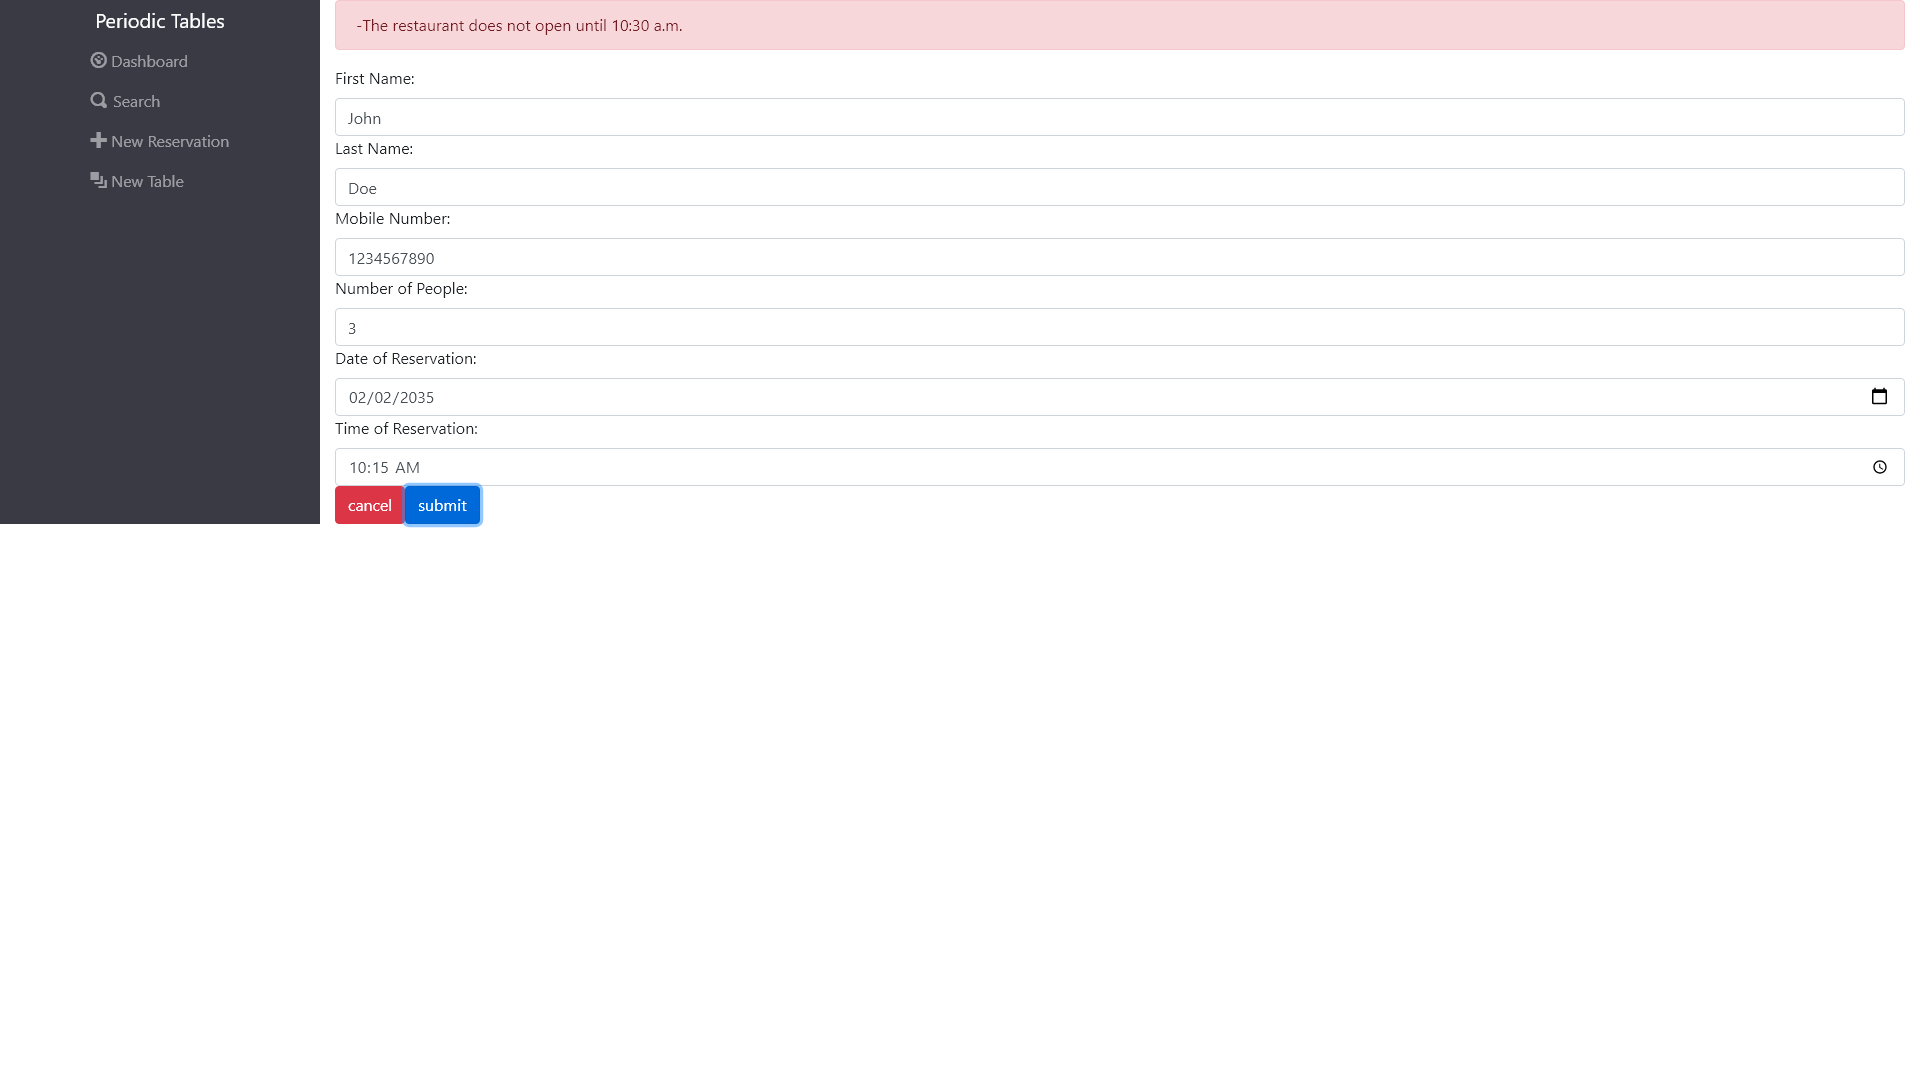 Periodic Tables
Dashboard
Search
New Reservation
New Table
-The restaurant does not open until 10:30 a.m.
First Name:
John
Last Name:
Doe
Mobile Number:
1234567890
Number of People:
3
Date of Reservation:
02/02/2035
Time of Reservation:
10:15 AM
cancel submit